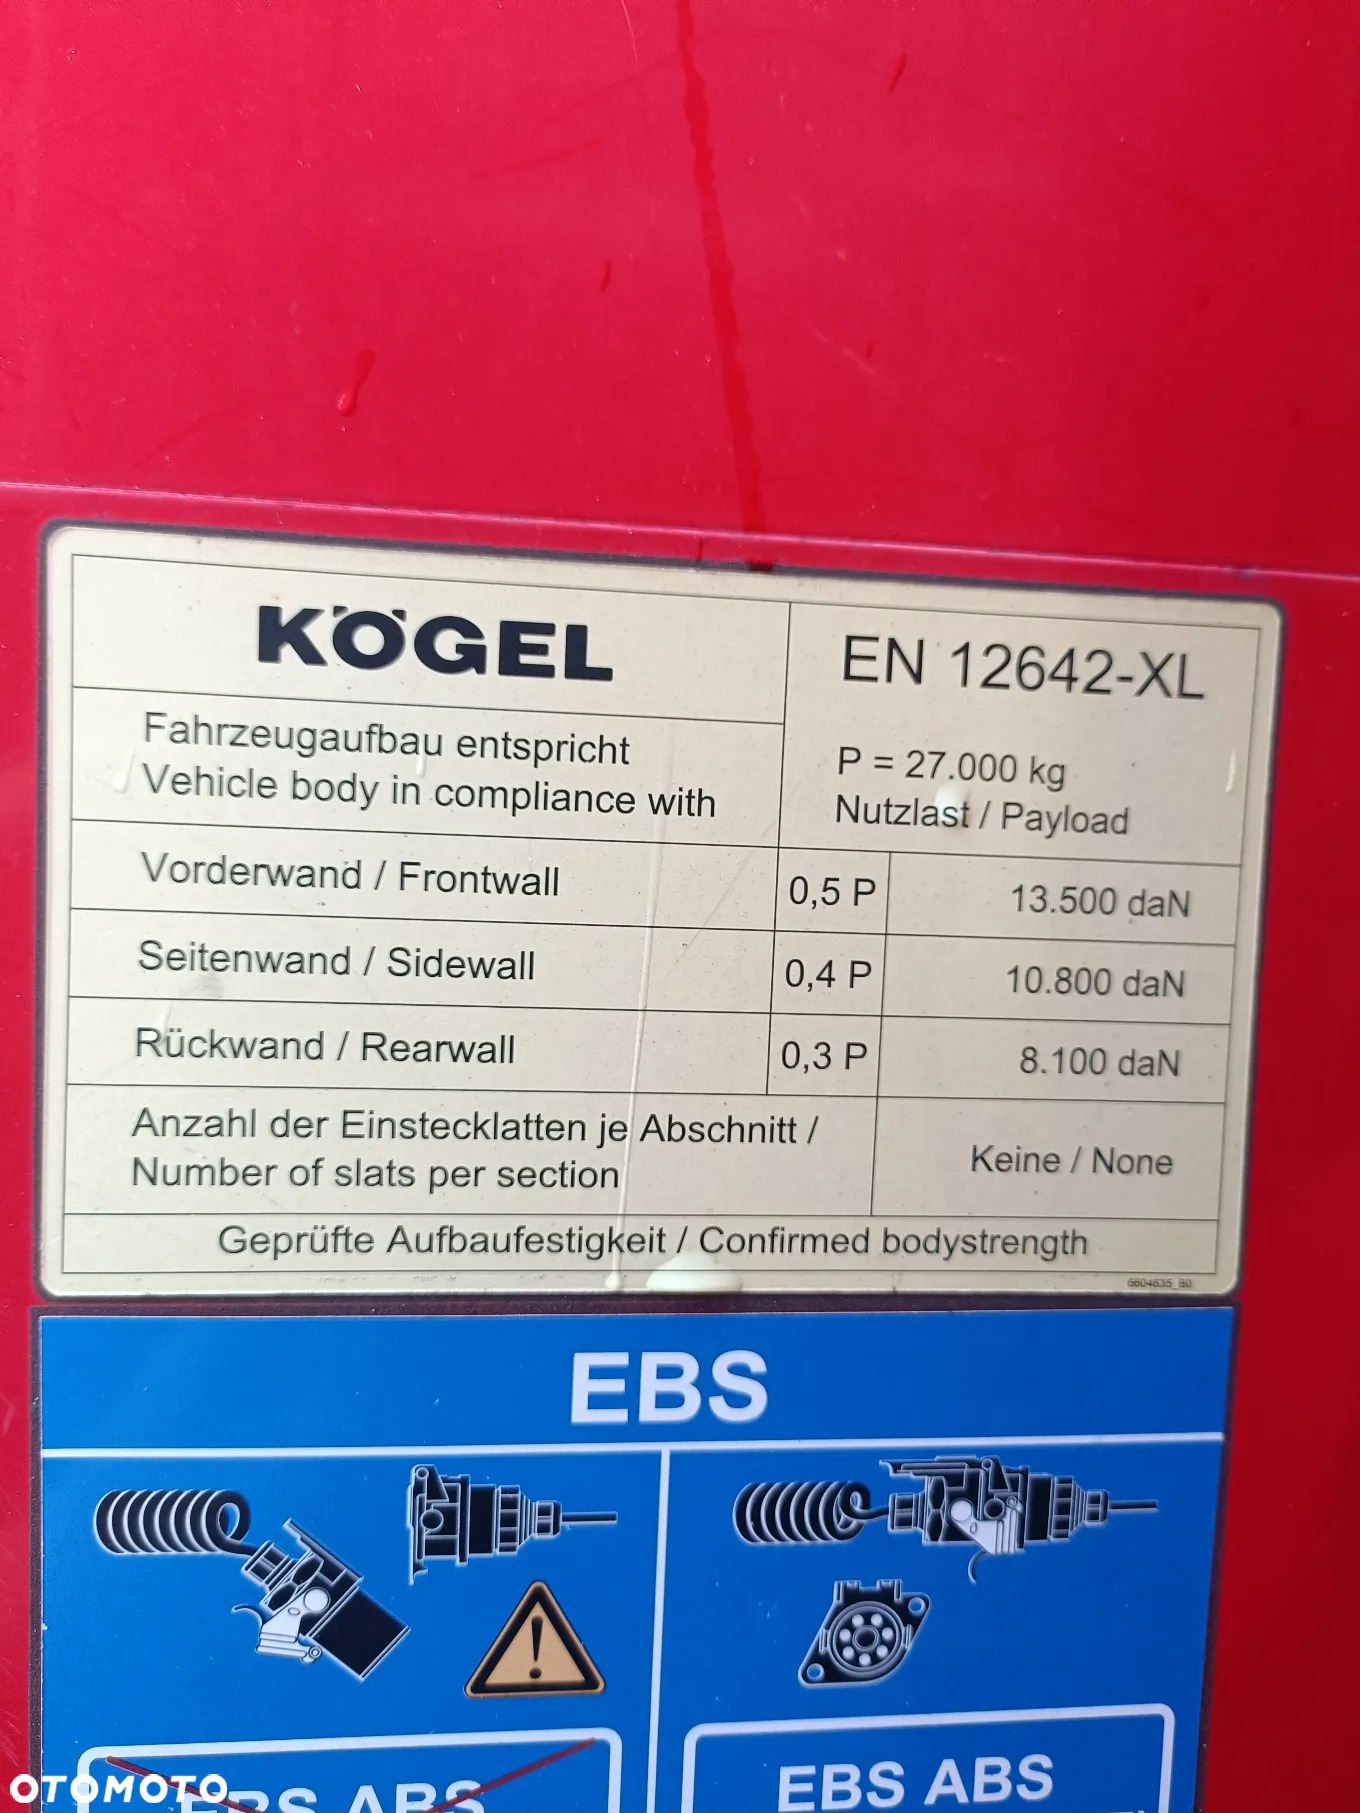 KÖGEL
EN 12642-XL
Fahrzeugaufbau entspricht
Vehicle body in compliance with
P = 27.000 kg
Nutzlast / Payload
Vorderwand / Frontwall 0,5 P 13.500 daN
Seitenwand / Sidewall 0,4 P 10.800 daN
Rückwand / Rearwall 0,3 P 8.100 daN
Anzahl der Einstecklatten je Abschnitt /
Number of slats per section
Keine / None
Geprüfte Aufbaufestigkeit / Confirmed bodystrength
6604635_B0
EBS
EBS ABS
EBS ABS
OTOMOTO